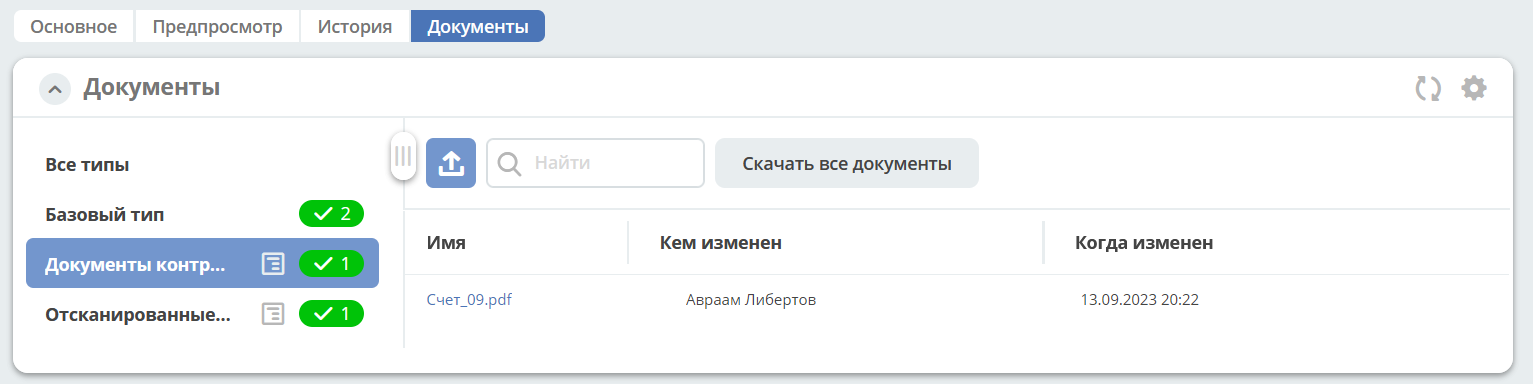 Основное Предпросмотр История Документы
Документы
Все типы
Базовый тип 2
Документы контр... 1
Отсканированные... 1
Найти Скачать все документы
Имя Кем изменен Когда изменен
Счет_09.pdf Авраам Либертов 13.09.2023 20:22